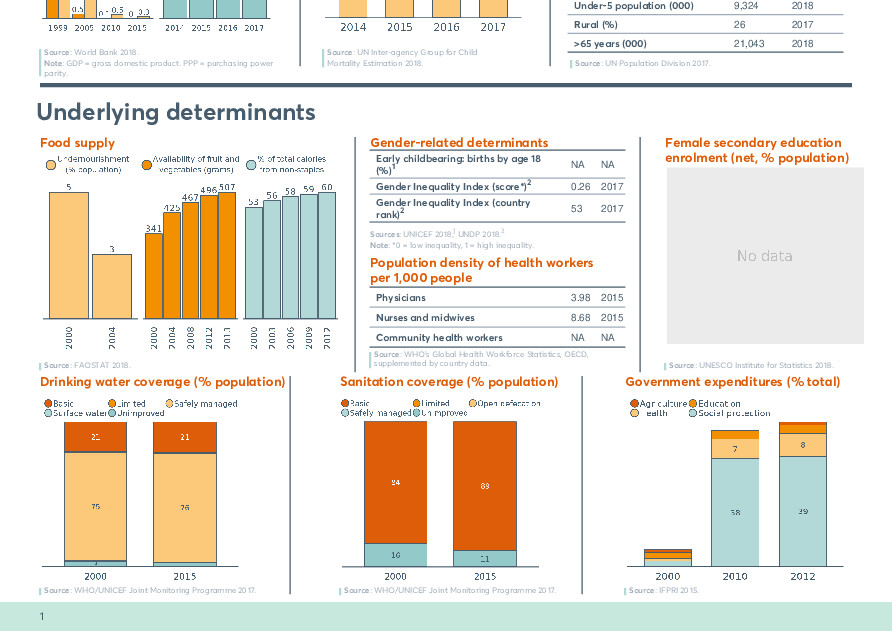 0.5
0.5
0.5
0
0.3
1999 2005 2010 2015
2014 2015 2016 2017
2014 2015 2016 2017
Under-5 population (000) 9,324 2018
Rural (%) 26 2017
>65 years (000) 21,043 2018
Source: World Bank 2018.
Note: GDP = gross domestic product. PPP = purchasing power
parity.
Source: UN Inter-agency Group for Child
Mortality Estimation 2018.
Source: UN Population Division 2017.
Underlying determinants
Food supply
Undernourishment
(% population)
Availability of fruit and
vegetables (grams)
% of total calories
from non-staples
5
3
341
425
467
496
507
53
56
58
59
60
2000 2004
2000 2004 2008 2012
2000 2006 2009
Source: FAOSTAT 2018.
Gender-related determinants
Early childbearing: births by age 18
(%)1 NA NA
Gender Inequality Index (score*)2 0.26 2017
Gender Inequality Index (country
rank)2 53 2017
Sources: UNICEF 2018,1 UNDP 2018.2
Note: *0 = low inequality, 1 = high inequality.
Population density of health workers
per 1,000 people
Physicians 3.98 2015
Nurses and midwives 8.68 2015
Community health workers NA NA
Source: WHO's Global Health Workforce Statistics, OECD,
supplemented by country data.
Female secondary education
enrolment (net, % population)
No data
Source: UNESCO Institute for Statistics 2018.
Drinking water coverage (% population)
Basic Limited Safely managed
Surface water Unimproved
21
21
75
76
2000 2015
Source: WHO/UNICEF Joint Monitoring Programme 2017.
Sanitation coverage (% population)
Basic Limited Open defecation
Safely managed Unimproved
84
89
16
11
2000 2015
Source: WHO/UNICEF Joint Monitoring Programme 2017.
Government expenditures (% total)
Agriculture Education
Health Social protection
7
8
38
39
2000 2010 2012
Source: IFPRI 2015.
1